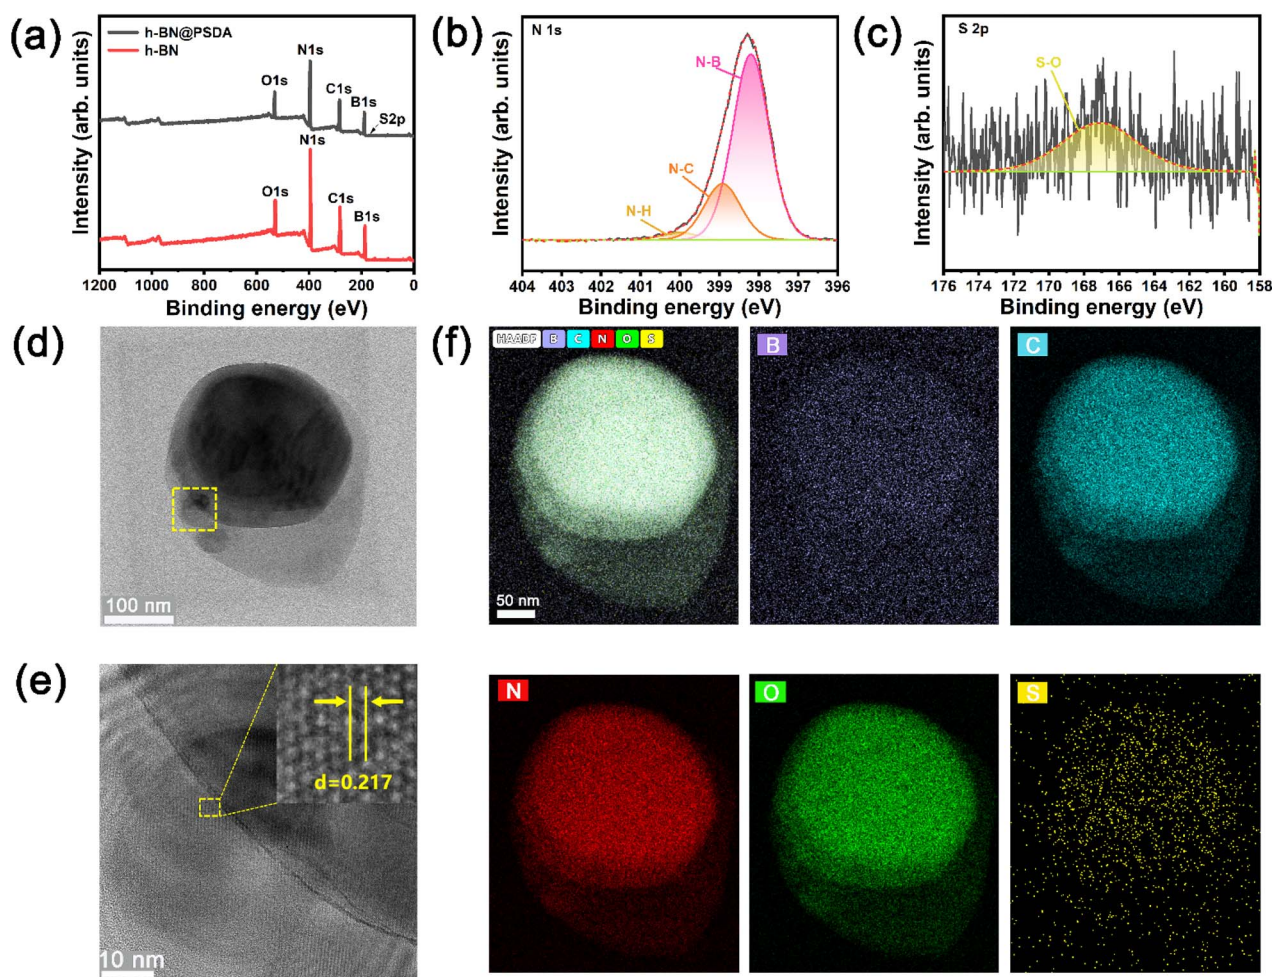 (a)
h-BN@PSDA
h-BN
O1s
N1s
C1s
B1s
S2p
N1s
O1s
C1s
B1s
Intensity (arb. units)
1200 1000 800 600 400 200 0
Binding energy (eV)
(b)
N 1s
N-B
N-C
N-H
Intensity (arb. units)
404 403 402 401 400 399 398 397 396
Binding energy (eV)
(c)
S 2p
S-O
Intensity (arb. units)
176 174 172 170 168 166 164 162 160 158
Binding energy (eV)
(d)
100 nm
(e)
d=0.217
10 nm
(f)
HAADF B C N O S
50 nm
B
C
N
O
S